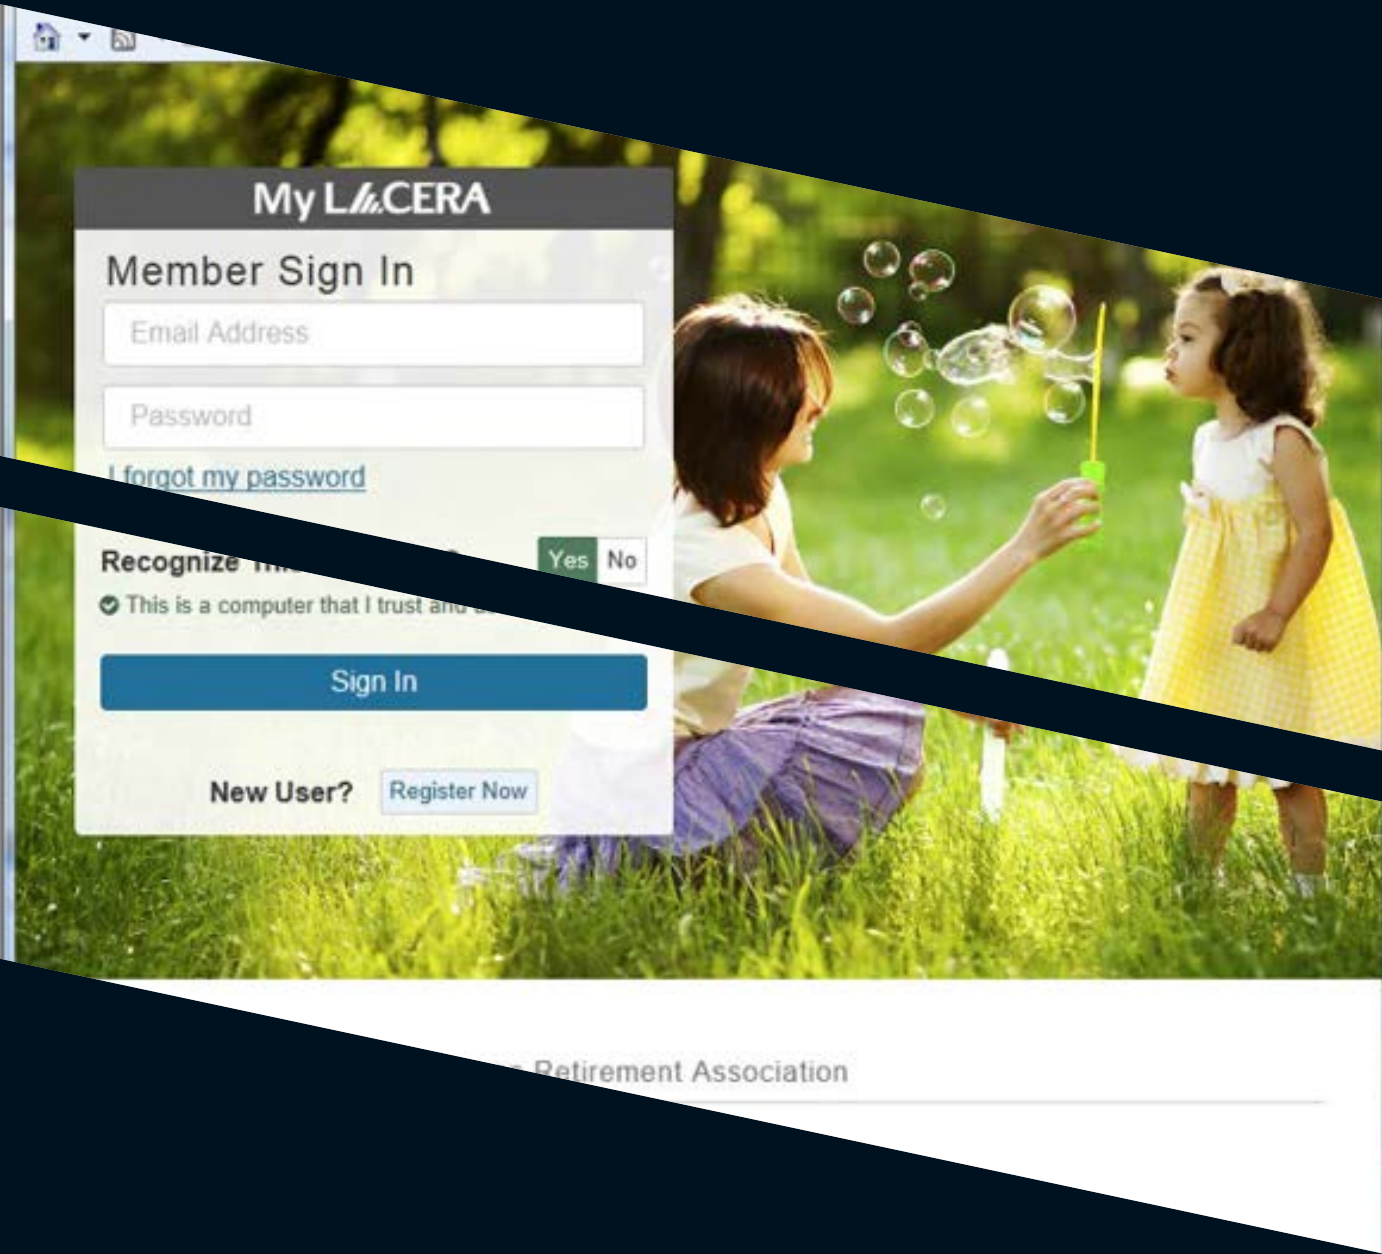 My LACERA
Member Sign In
Email Address
Password
I forgot my password
Recognize
Yes No
This is a computer that I trust and
Sign In
New User? Register Now
Retirement Association